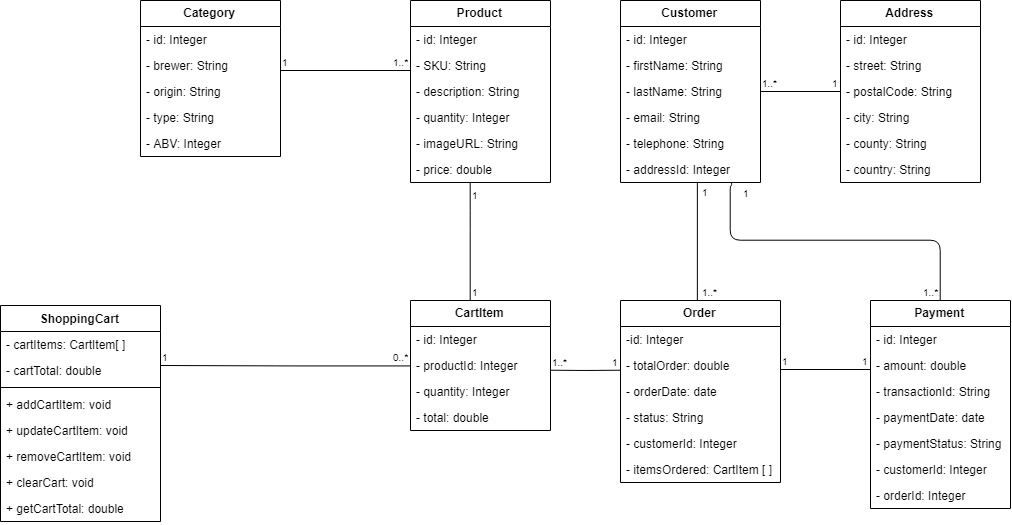 Category
- id: Integer
- brewer: String
- origin: String
- type: String
- ABV: Integer
1
1..*
Product
- id: Integer
- SKU: String
- description: String
- quantity: Integer
- imageURL: String
- price: double
1
1
Customer
- id: Integer
- firstName: String
- lastName: String
- email: String
- telephone: String
- addressId: Integer
1..*
1
Address
- id: Integer
- street: String
- postalCode: String
- city: String
- county: String
- country: String
1
1..*
1
1..*
ShoppingCart
- cartItems: CartItem[ ]
- cartTotal: double
+ addCartItem: void
+ updateCartItem: void
+ removeCartItem: void
+ clearCart: void
+ getCartTotal: double
1
0..*
CartItem
- id: Integer
- productId: Integer
- quantity: Integer
- total: double
1..*
1
Order
-id: Integer
- totalOrder: double
- orderDate: date
- status: String
- customerId: Integer
- itemsOrdered: CartItem [ ]
1
1
Payment
- id: Integer
- amount: double
- transactionId: String
- paymentDate: date
- paymentStatus: String
- customerId: Integer
- orderId: Integer